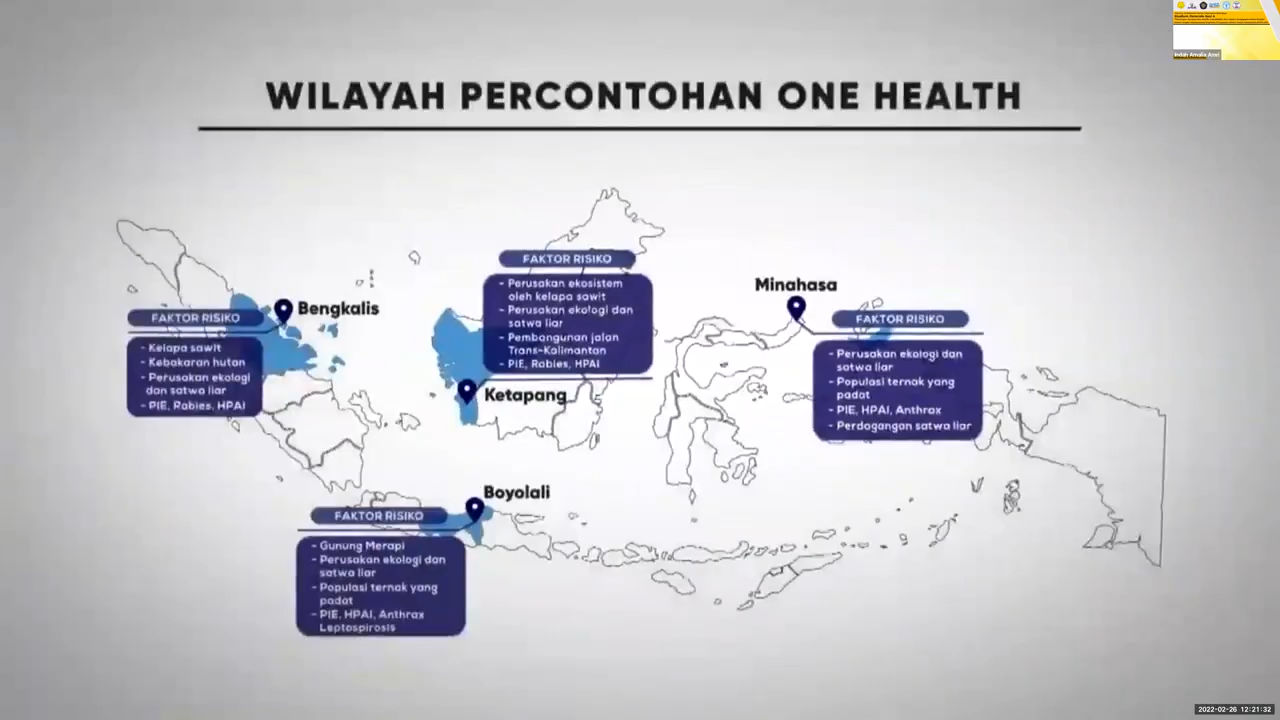 WILAYAH PERCONTOHAN ONE HEALTH
FAKTOR RISIKO
Bengkalis
- Kelapa sawit
- Kebakaran hutan
- Perusakan ekologi
dan satwa liar
- PIE, Rabies, HPAI
FAKTOR RISIKO
- Perusakan ekosistem
oleh kelapa sawit
- Perusakan ekologi dan
satwa liar
- Pembangunan jalan
Trans-Kalimantan
- PIE, Rabies, HPAI
Ketapang
Minahasa
FAKTOR RISIKO
- Perusakan ekologi dan
satwa liar
- Populasi ternak yang
padat
- PIE, HPAI, Anthrax
- Perdagangan satwa liar
Boyolali
FAKTOR RISIKO
- Gunung Merapi
- Perusakan ekologi dan
satwa liar
- Populasi ternak yang
padat
- PIE, HPAI, Anthrax
Leptospirosis
2022-02-26 12:21:32